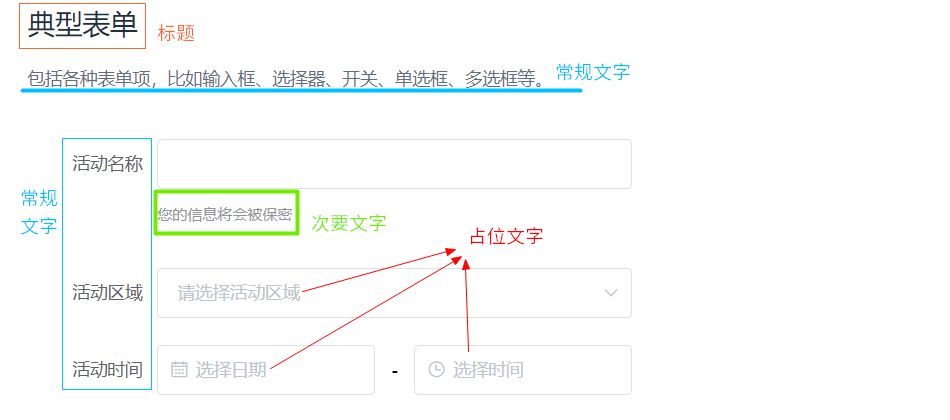 典型表单
标题
包括各种表单项，比如输入框、选择器、开关、单选框、多选框等。
常规文字
常规
文字
活动名称
您的信息将会被保密
次要文字
占位文字
活动区域
请选择活动区域
活动时间
选择日期
-
选择时间